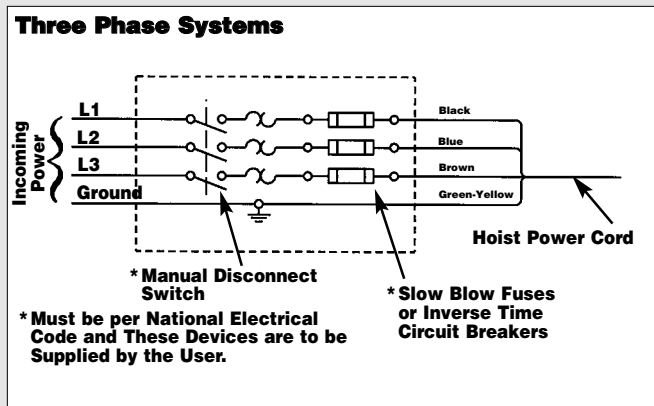 Three Phase Systems
L1
Black
L2
Blue
L3
Brown
Ground
Green-Yellow
Incoming
Power
Hoist Power Cord
* Manual Disconnect
Switch
* Slow Blow Fuses
or Inverse Time
Circuit Breakers
* Must be per National Electrical
Code and These Devices are to be
Supplied by the User.